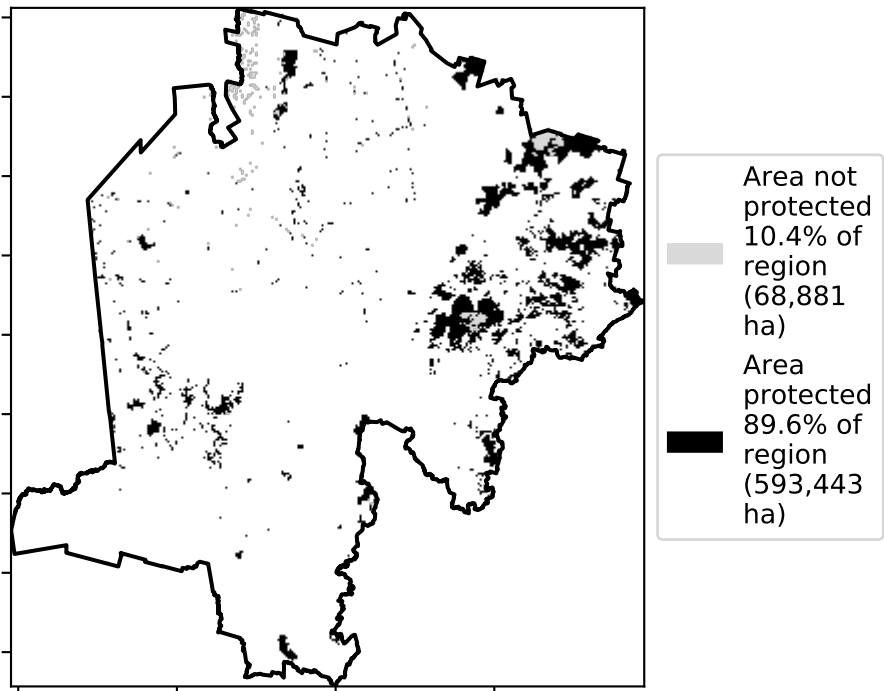 Area not
protected
10.4% of
region
(68,881
ha)
Area
protected
89.6% of
region
(593,443
ha)